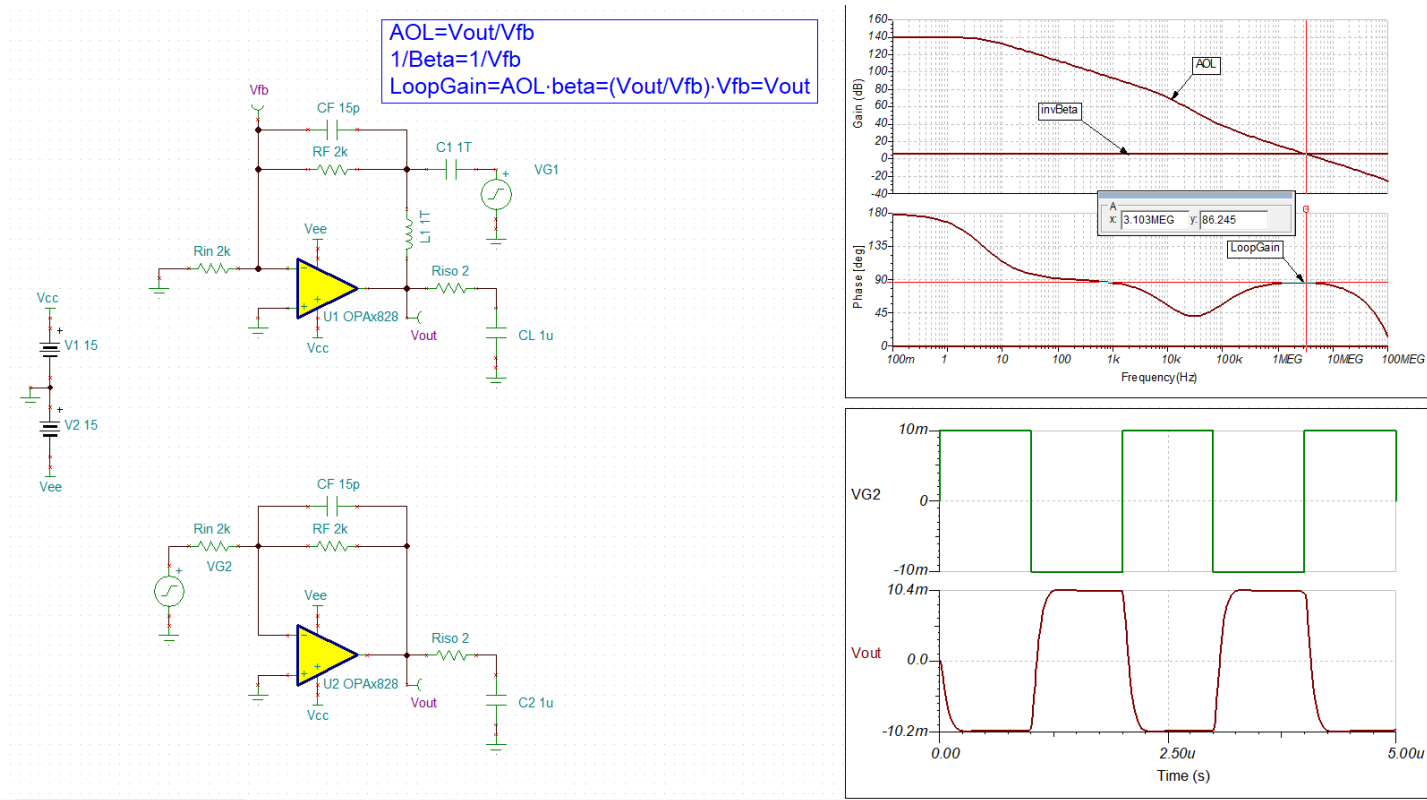 AOL=Vout/Vfb
1/Beta=1/Vfb
LoopGain=AOL·beta=(Vout/Vfb)·Vfb=Vout
Vfb
CF 15p
RF 2k
C1 1T
VG1
+
L1 1T
Vee
Rin 2k
Riso 2
U1 OPAx828
Vout
Vcc
CL 1u
Vcc
+
V1 15
+
V2 15
Vee
CF 15p
RF 2k
Rin 2k
VG2
+
Vee
Riso 2
U2 OPAx828
Vout
Vcc
C2 1u
160
140
120
100
80
60
40
20
0
-20
-40
Gain (dB)
AOL
invBeta
A
x: 3.103MEG y: 86.245
a
180
135
90
45
0
Phase [deg]
LoopGain
100m 1 10 100 1k 10k 100k 1MEG 10MEG 100MEG
Frequency(Hz)
10m
VG2
0
-10m
10.4m
Vout
0.0
-10.2m
0.00 2.50u 5.00u
Time (s)